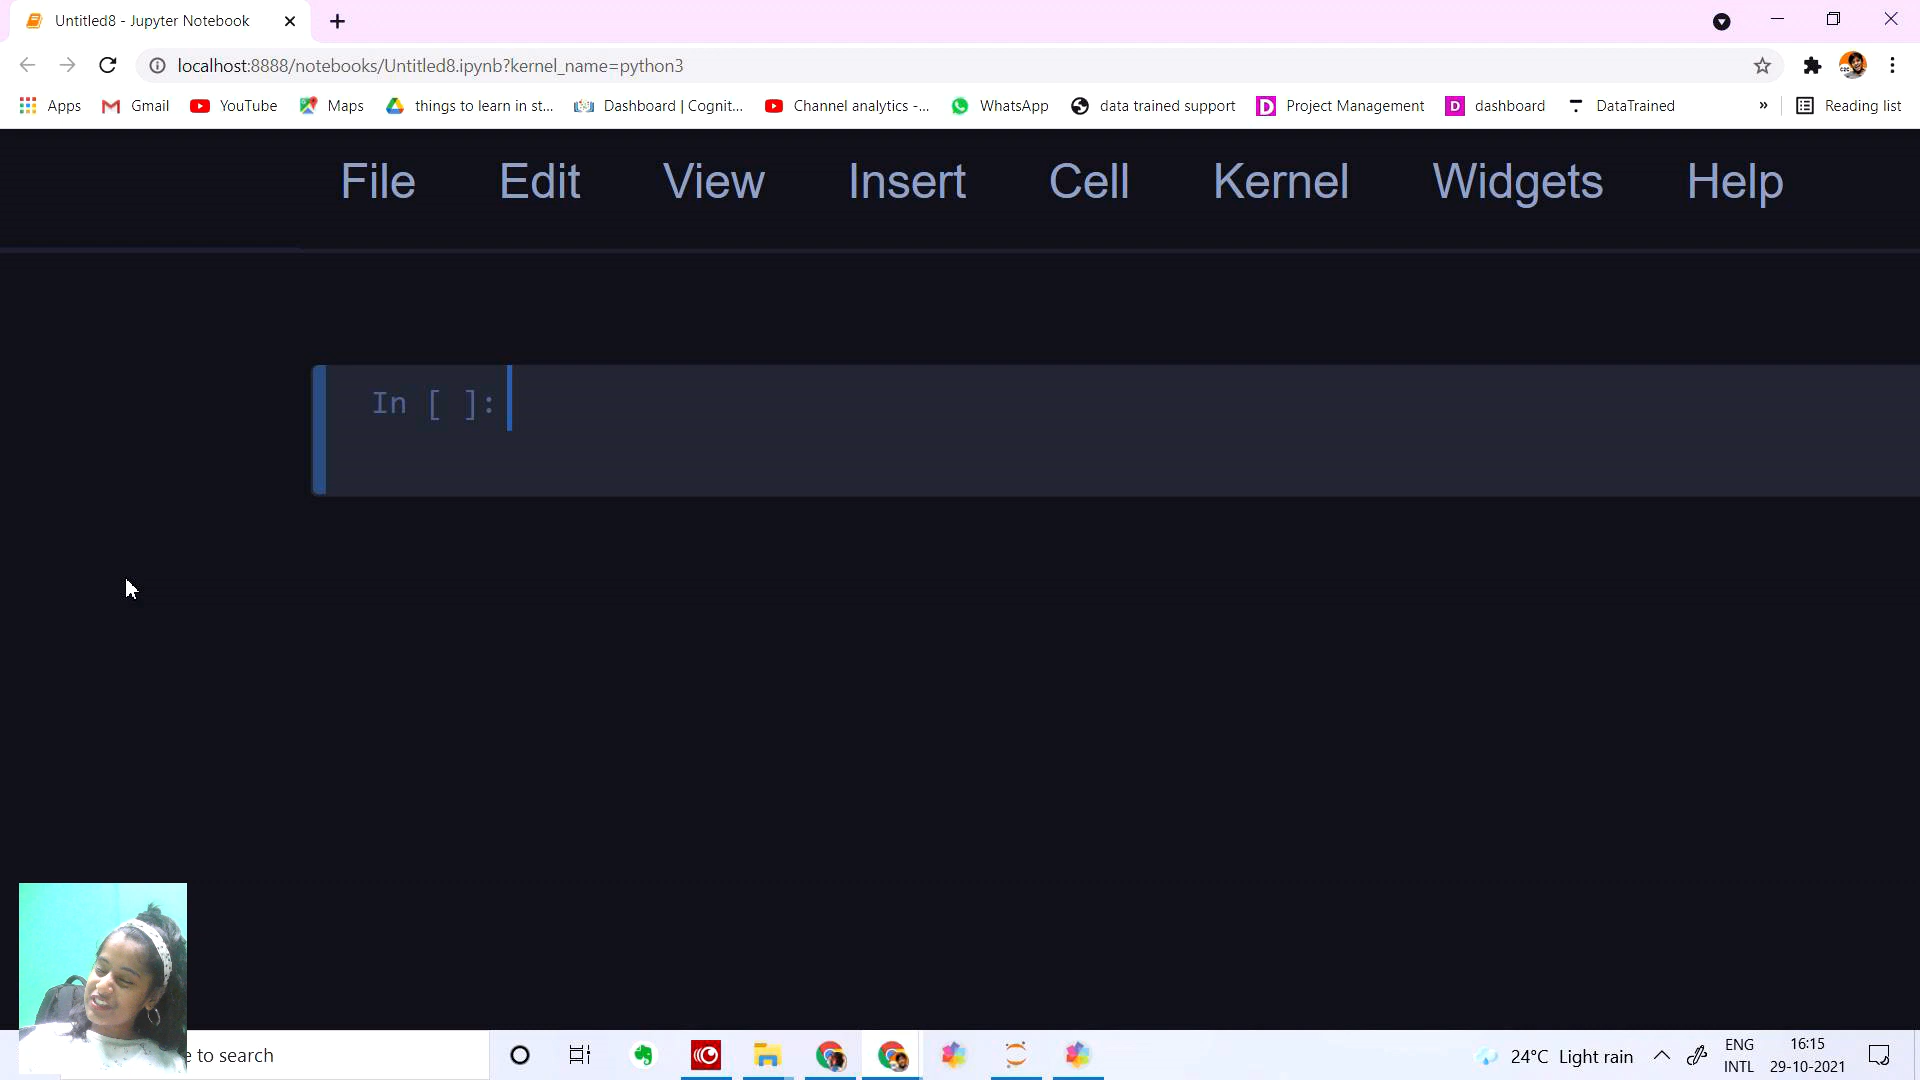 Untitled8 - Jupyter Notebook
localhost:8888/notebooks/Untitled8.ipynb?kernel_name=python3
Apps Gmail YouTube Maps things to learn in st... Dashboard | Cognit... Channel analytics -... WhatsApp data trained support D Project Management D dashboard DataTrained » Reading list
File Edit View Insert Cell Kernel Widgets Help
In [ ]:
e to search
24°C Light rain
ENG
INTL
16:15
29-10-2021